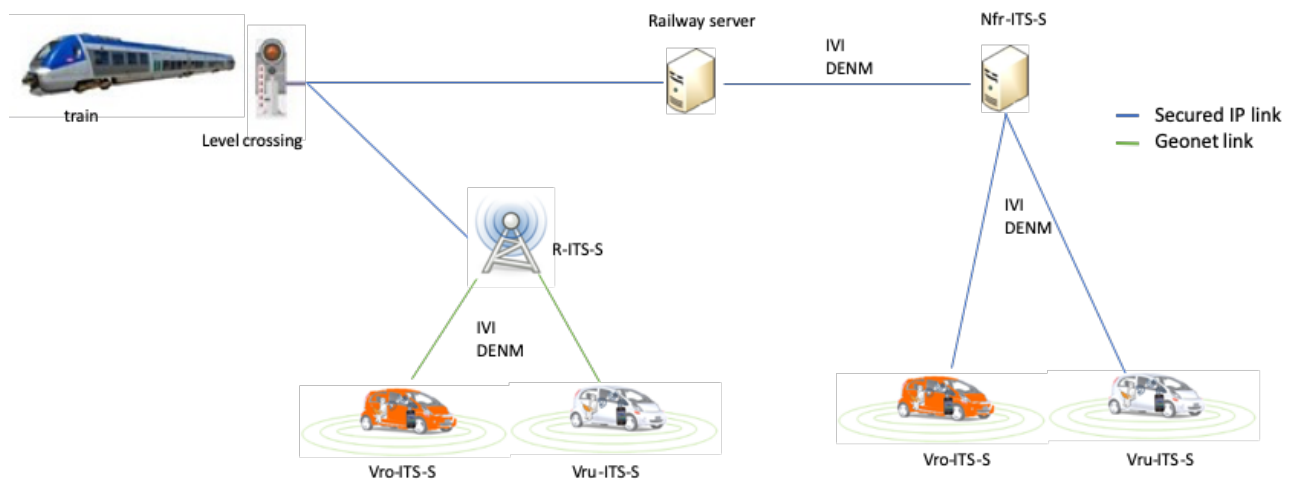 Railway server
Nfr-ITS-S
IVI
DENM
train
Level crossing
Secured IP link
Geonet link
R-ITS-S
IVI
DENM
IVI
DENM
Vro-ITS-S
Vru-ITS-S
Vro-ITS-S
Vru-ITS-S